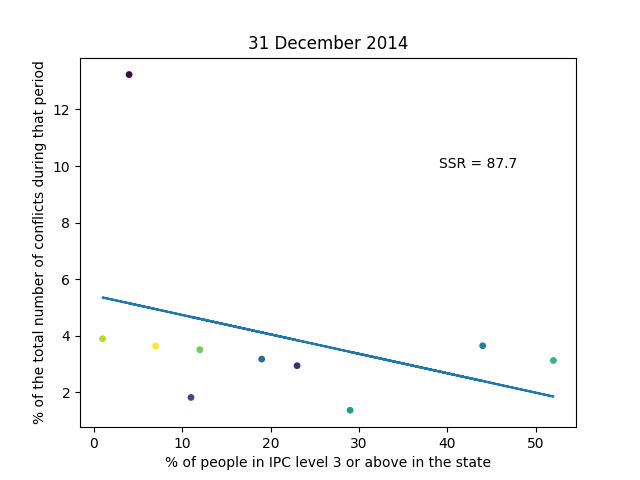 31 December 2014
% of the total number of conflicts during that period
12
10
8
6
4
2
SSR = 87.7
0 10 20 30 40 50
% of people in IPC level 3 or above in the state